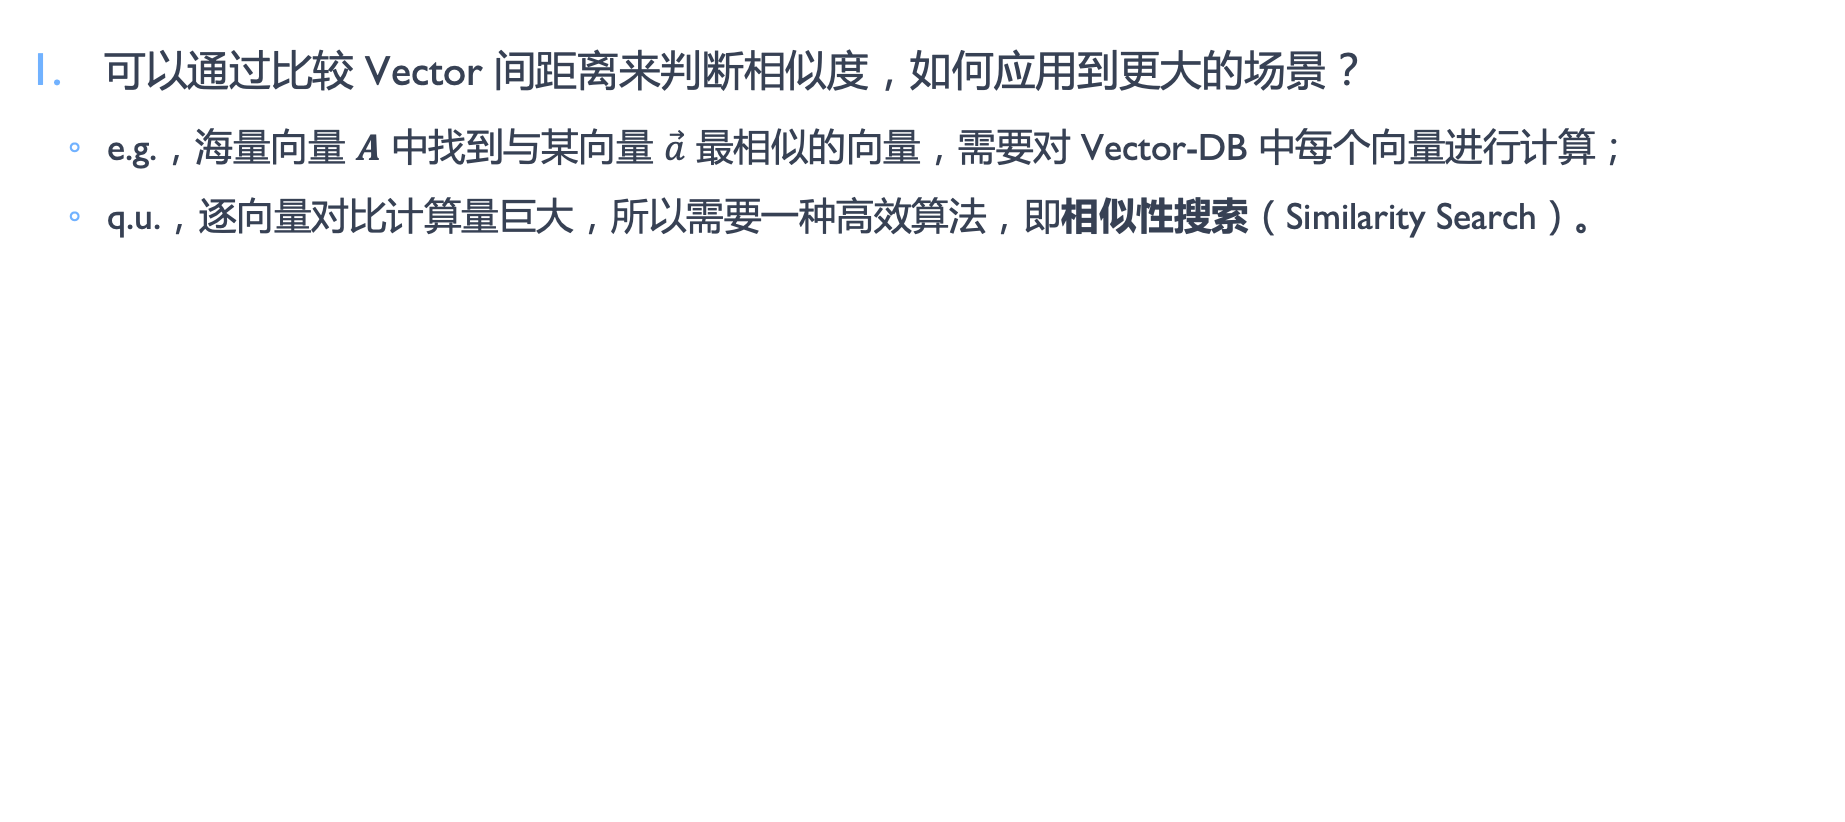 1. 可以通过比较 Vector 间距离来判断相似度，如何应用到更大的场景？
◦ e.g.，海量向量 A 中找到与某向量 a⃗ 最相似的向量，需要对 Vector-DB 中每个向量进行计算；
◦ q.u.，逐向量对比计算量巨大，所以需要一种高效算法，即相似性搜索（Similarity Search）。